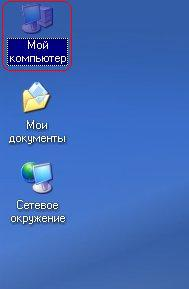 Мой
компьютер
Мои
документы
Сетевое
окружение